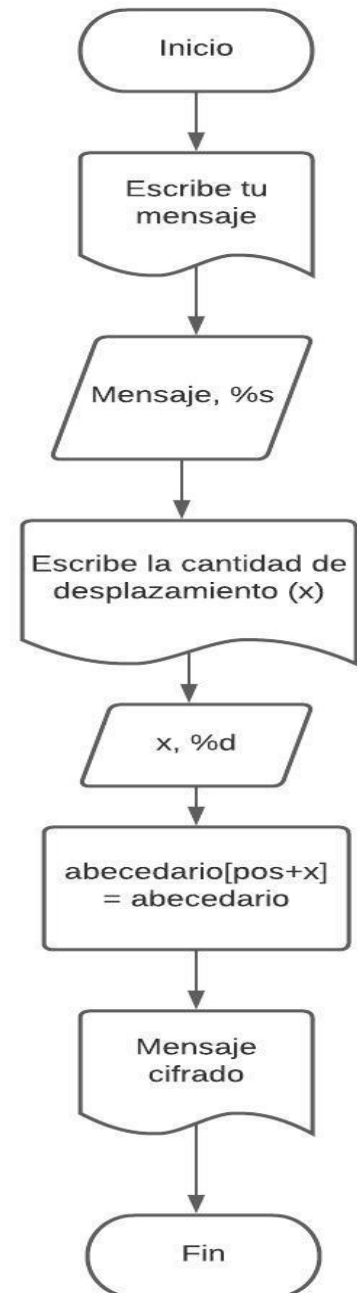 Inicio
Escribe tu
mensaje
Mensaje, %s
Escribe la cantidad de
desplazamiento (x)
x, %d
abecedario[pos+x]
= abecedario
Mensaje
cifrado
Fin